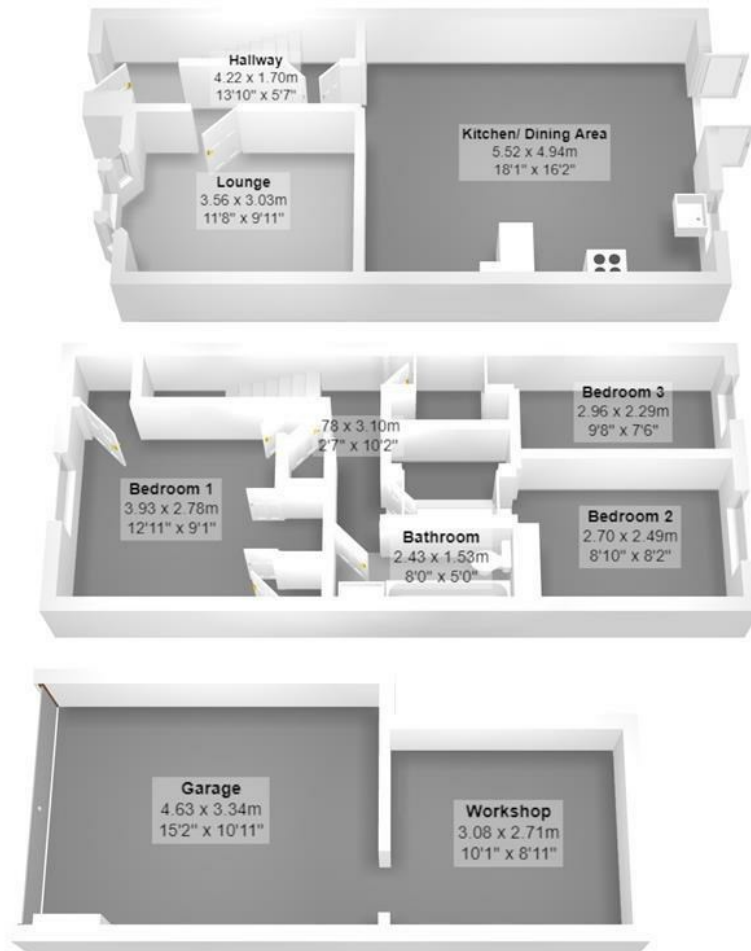 Hallway
4.22 x 1.70m
13'10" x 5'7"
Kitchen/ Dining Area
5.52 x 4.94m
18'1" x 16'2"
Lounge
3.56 x 3.03m
11'8" x 9'11"
.78 x 3.10m
2'7" x 10'2"
Bedroom 3
2.96 x 2.29m
9'8" x 7'6"
Bedroom 1
3.93 x 2.78m
12'11" x 9'1"
Bedroom 2
2.70 x 2.49m
8'10" x 8'2"
Bathroom
2.43 x 1.53m
8'0" x 5'0"
Garage
4.63 x 3.34m
15'2" x 10'11"
Workshop
3.08 x 2.71m
10'1" x 8'11"